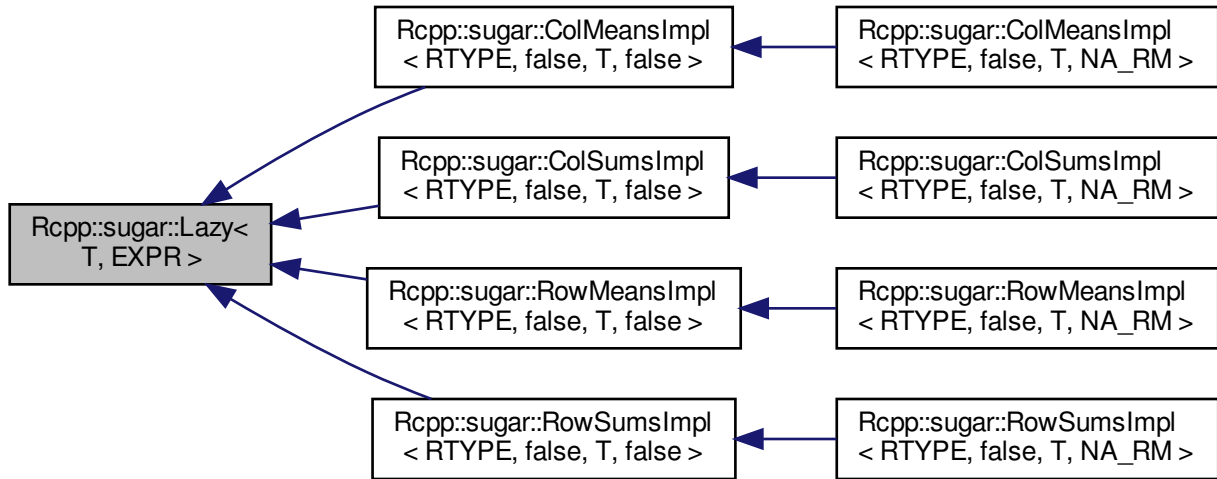 Rcpp::sugar::Lazy<
T, EXPR >
Rcpp::sugar::ColMeansImpl
< RTYPE, false, T, false >
Rcpp::sugar::ColMeansImpl
< RTYPE, false, T, NA_RM >
Rcpp::sugar::ColSumsImpl
< RTYPE, false, T, false >
Rcpp::sugar::ColSumsImpl
< RTYPE, false, T, NA_RM >
Rcpp::sugar::RowMeansImpl
< RTYPE, false, T, false >
Rcpp::sugar::RowMeansImpl
< RTYPE, false, T, NA_RM >
Rcpp::sugar::RowSumsImpl
< RTYPE, false, T, false >
Rcpp::sugar::RowSumsImpl
< RTYPE, false, T, NA_RM >